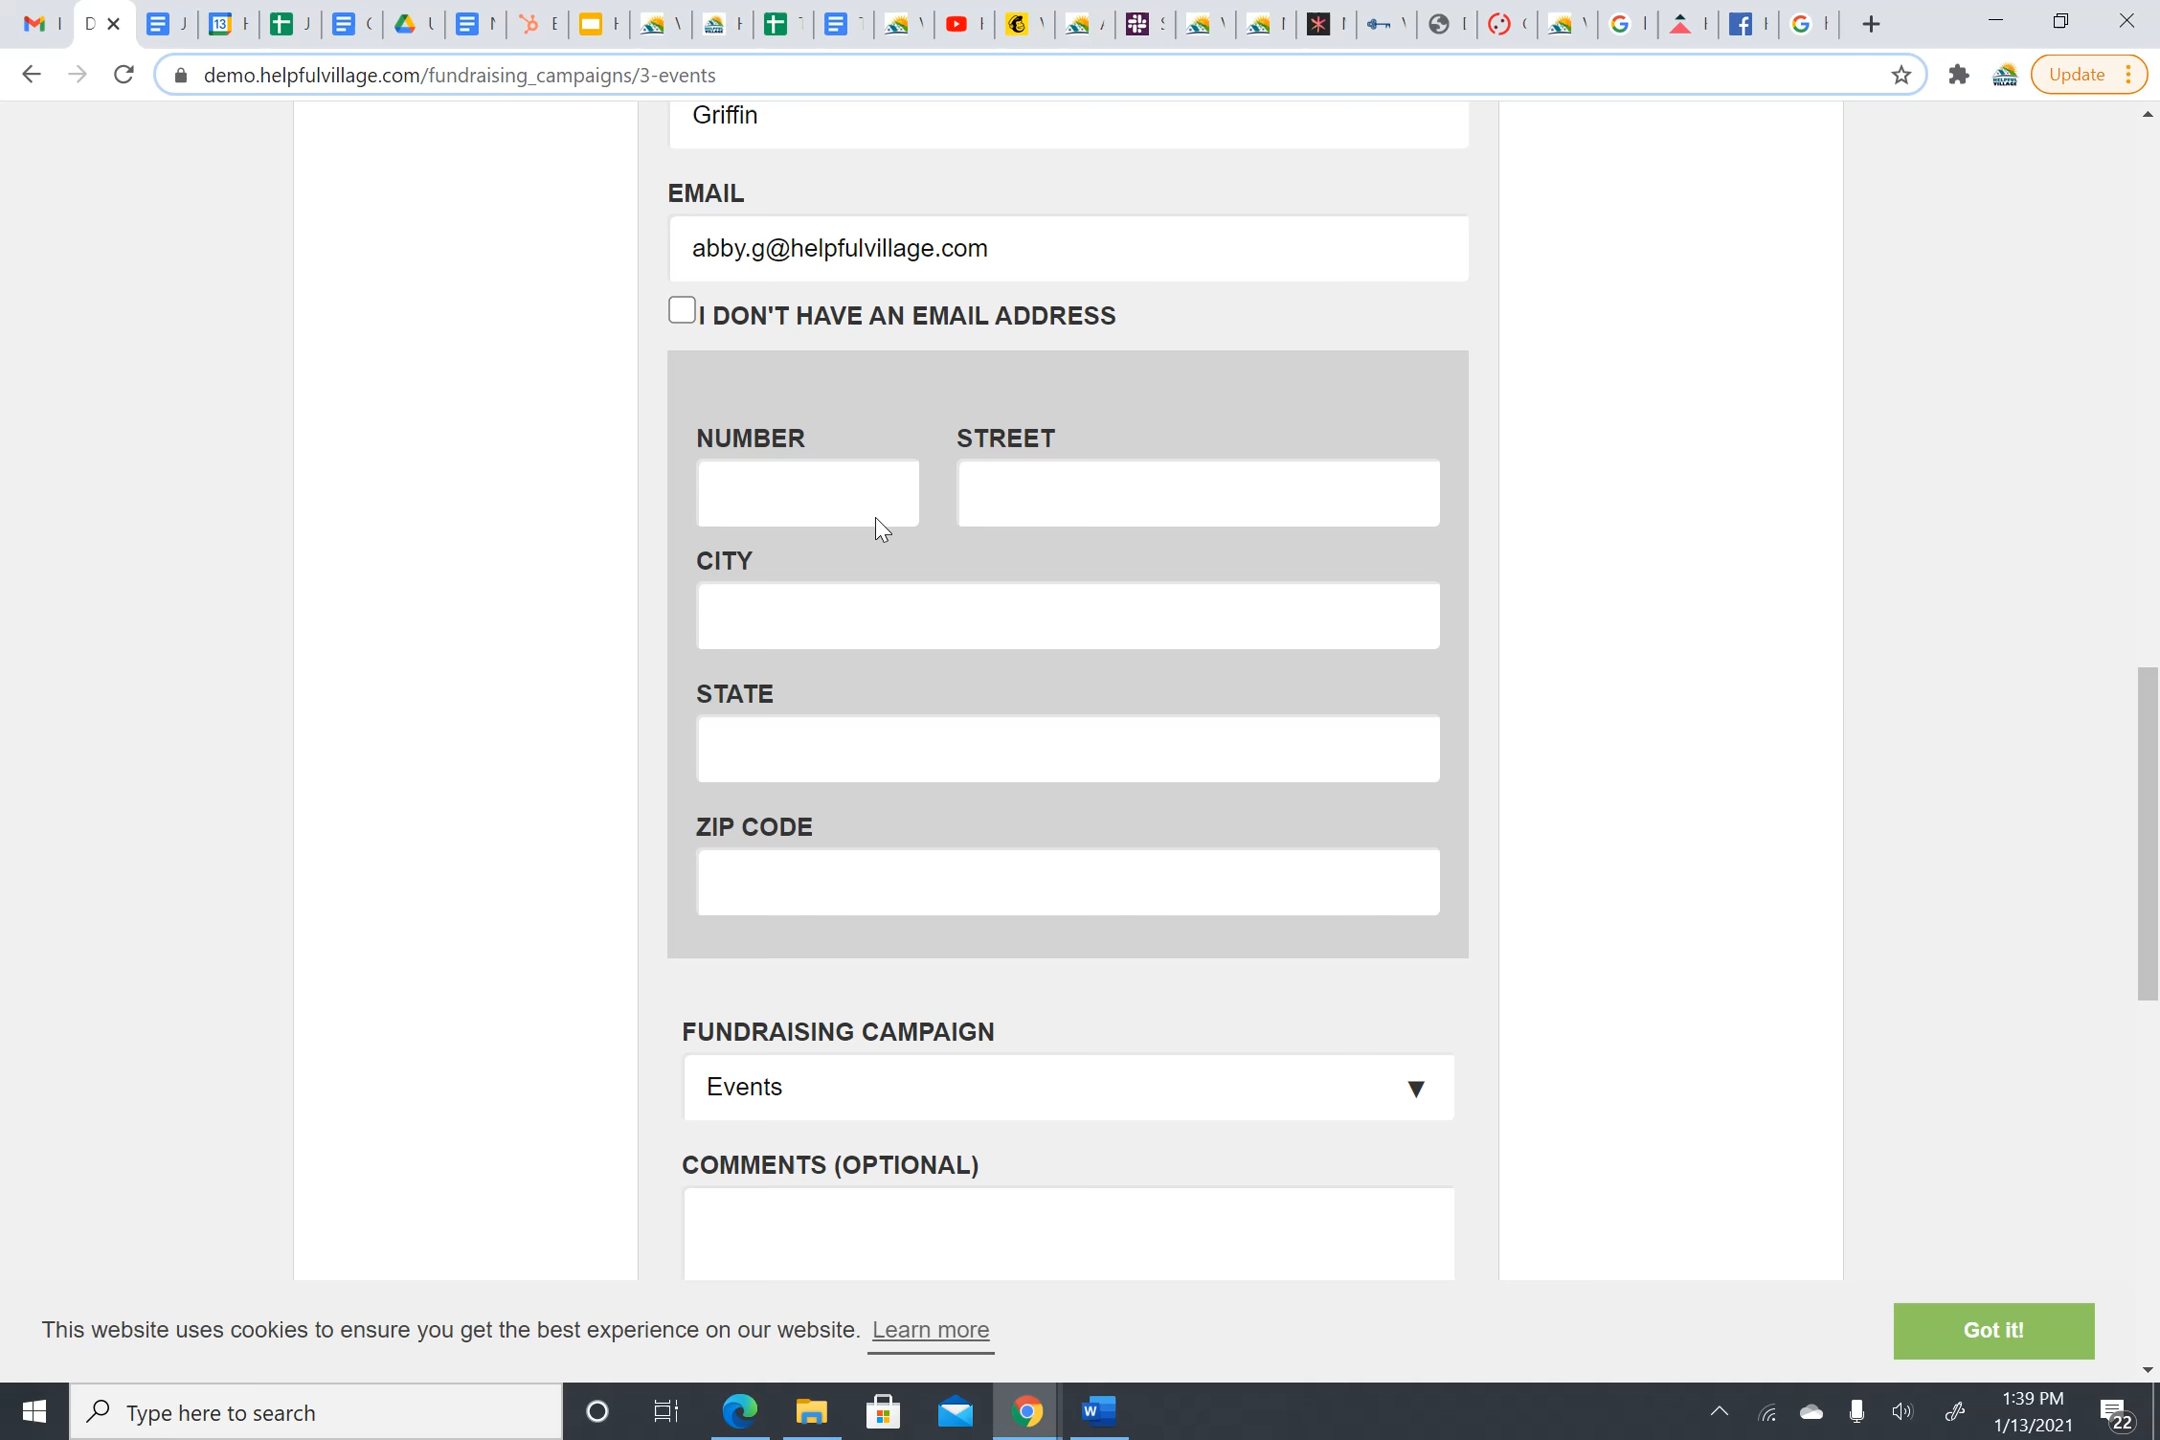 demo.helpfulvillage.com/fundraising_campaigns/3-events
Update
Griffin
EMAIL
abby.g@helpfulvillage.com
I DON'T HAVE AN EMAIL ADDRESS
NUMBER STREET
CITY
STATE
ZIP CODE
FUNDRAISING CAMPAIGN
Events
COMMENTS (OPTIONAL)
This website uses cookies to ensure you get the best experience on our website. Learn more
Got it!
Type here to search
1:39 PM
1/13/2021
22